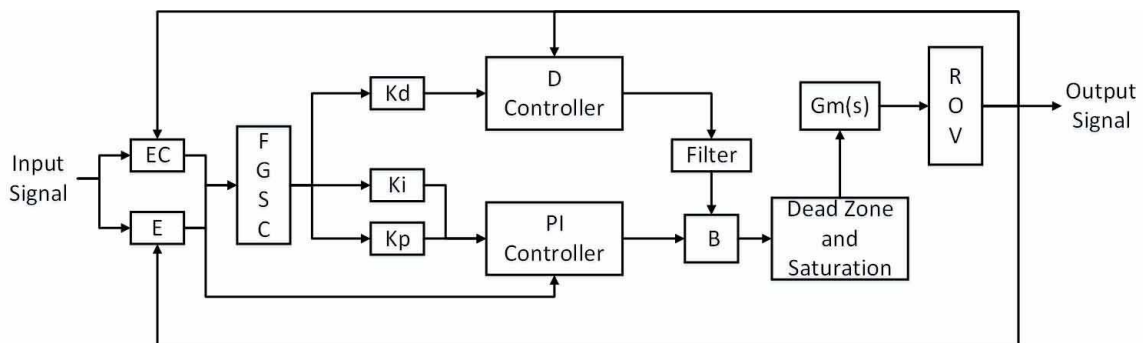 Input
Signal
EC
E
F
G
S
C
Kd
Ki
Kp
D
Controller
PI
Controller
Filter
B
Dead Zone
and
Saturation
Gm(s)
R
O
V
Output
Signal